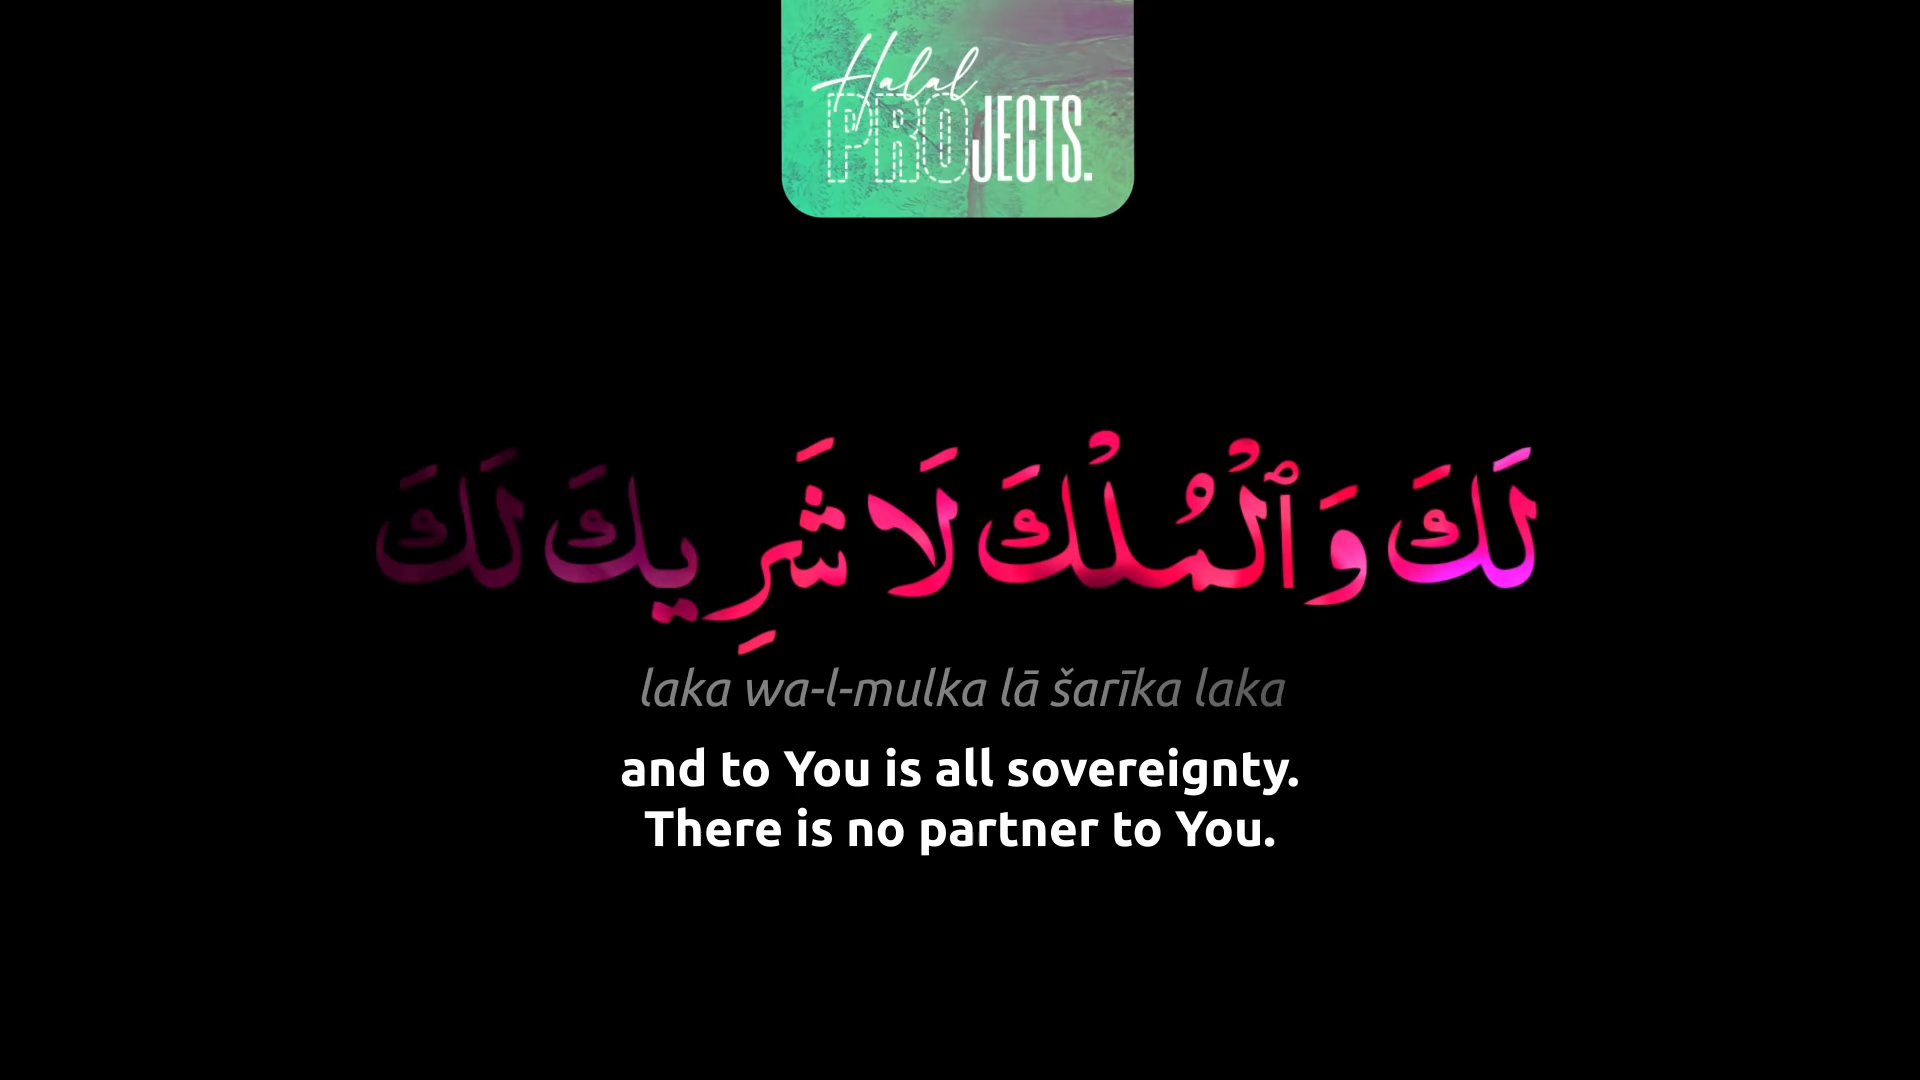 Halal
PROJECTS.
لَكَ وَٱلْمُلْكَ لَا شَرِيكَ لَكَ
laka wa-l-mulka lā šarīka laka
and to You is all sovereignty.
There is no partner to You.